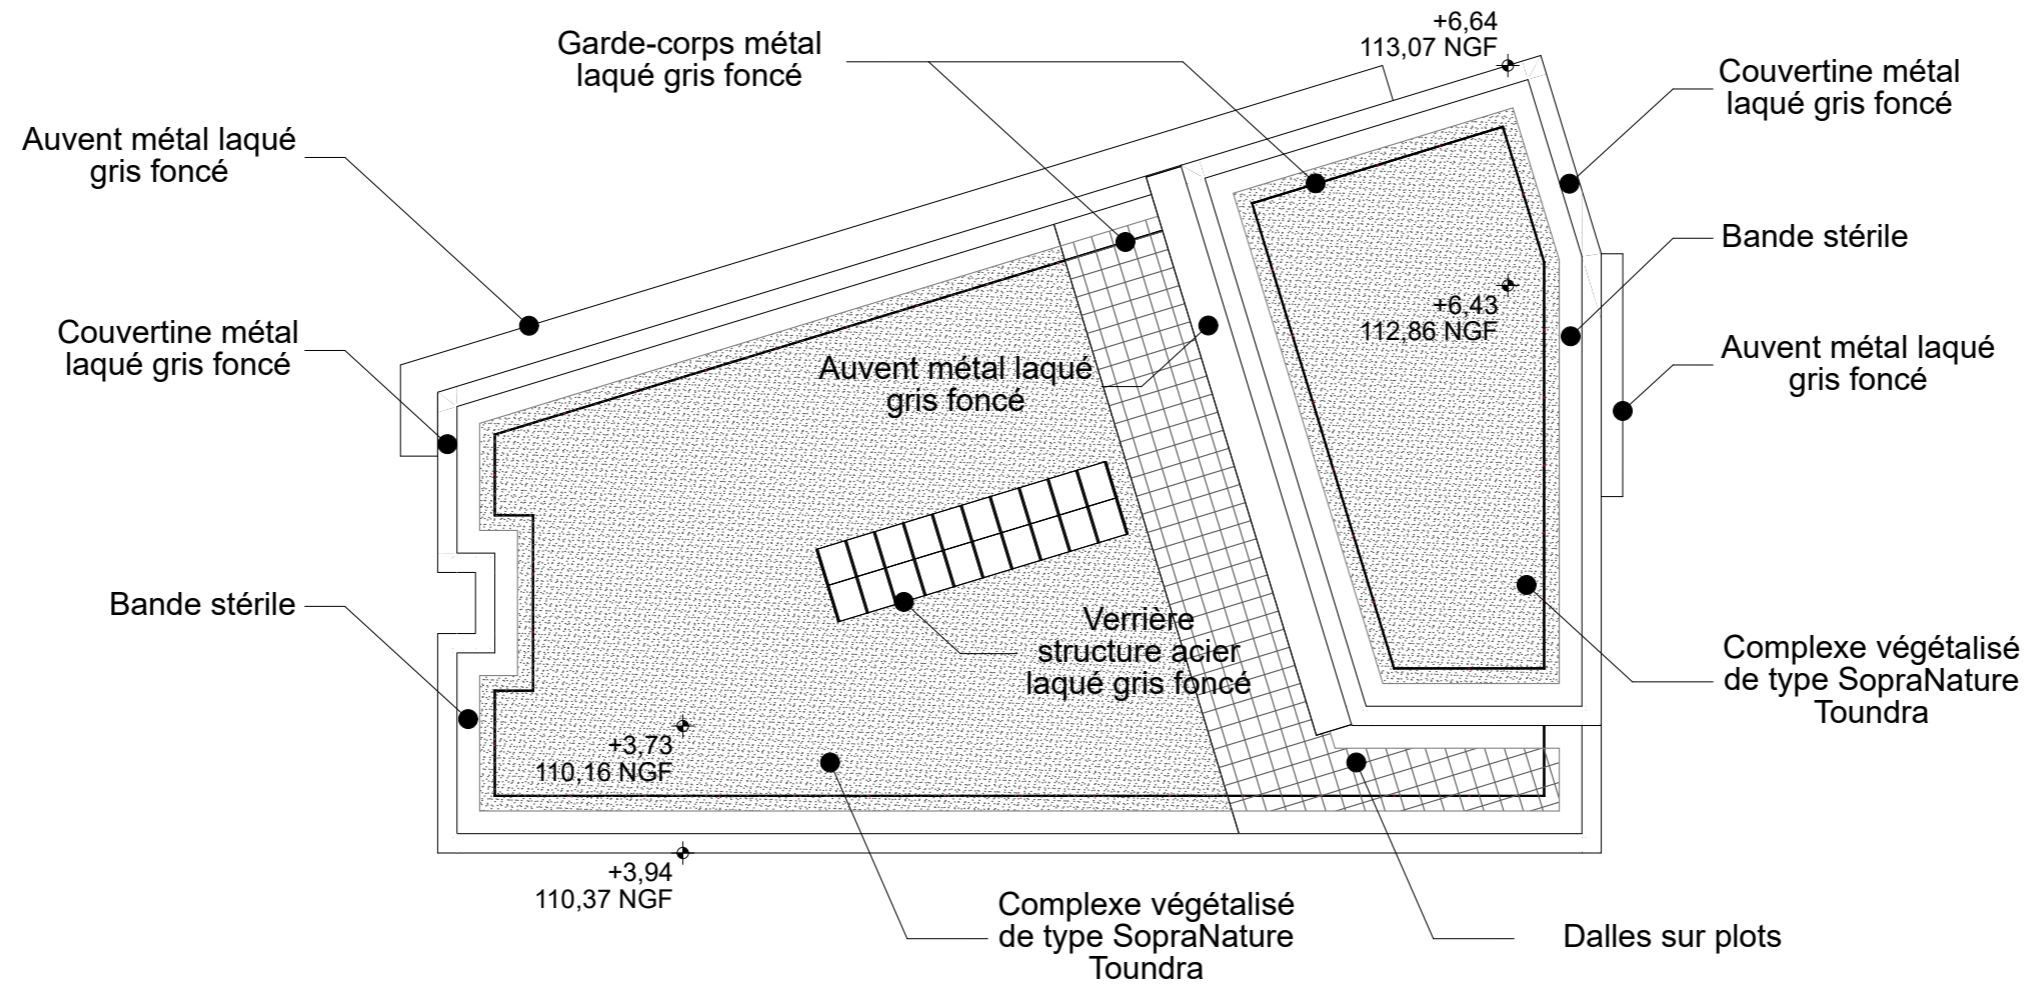 +6,64
113,07 NGF
Garde-corps métal
laqué gris foncé
Couvertine métal
laqué gris foncé
Auvent métal laqué
gris foncé
Bande stérile
+6,43
112,86 NGF
Couvertine métal
laqué gris foncé
Auvent métal laqué
gris foncé
Auvent métal laqué
gris foncé
Bande stérile
Verrière
structure acier
laqué gris foncé
Complexe végétalisé
de type SopraNature
Toundra
+3,73
110,16 NGF
+3,94
110,37 NGF
Complexe végétalisé
de type SopraNature
Toundra
Dalles sur plots